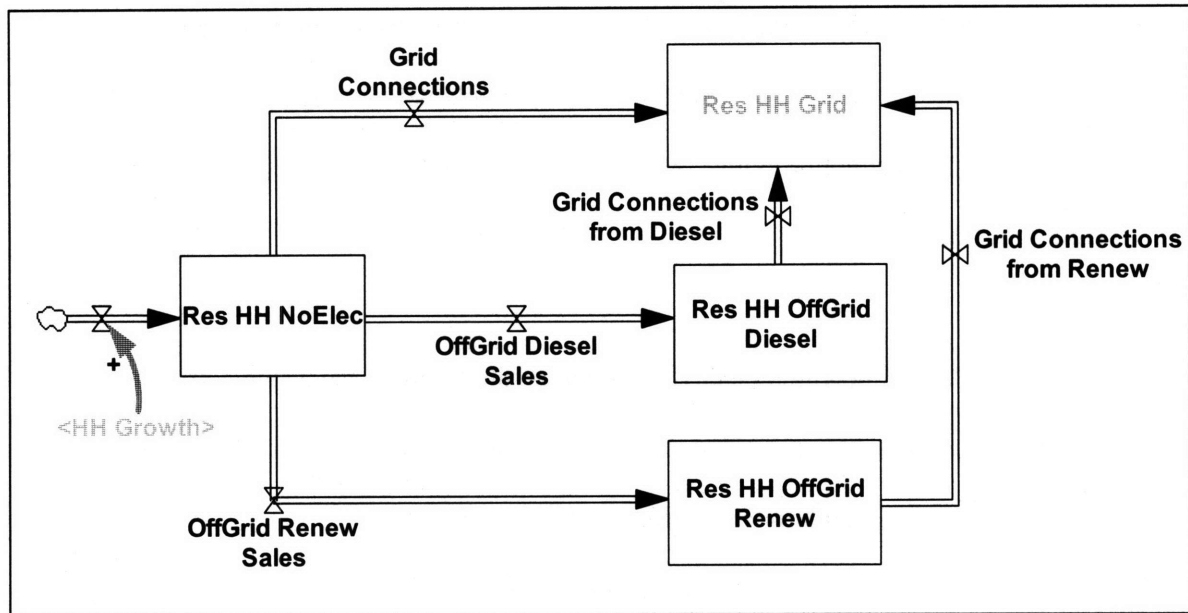 Grid
Connections
Res HH Grid
Grid Connections
from Diesel
Grid Connections
from Renew
Res HH NoElec
Res HH OffGrid
Diesel
OffGrid Diesel
Sales
+
<HH Growth>
Res HH OffGrid
Renew
OffGrid Renew
Sales